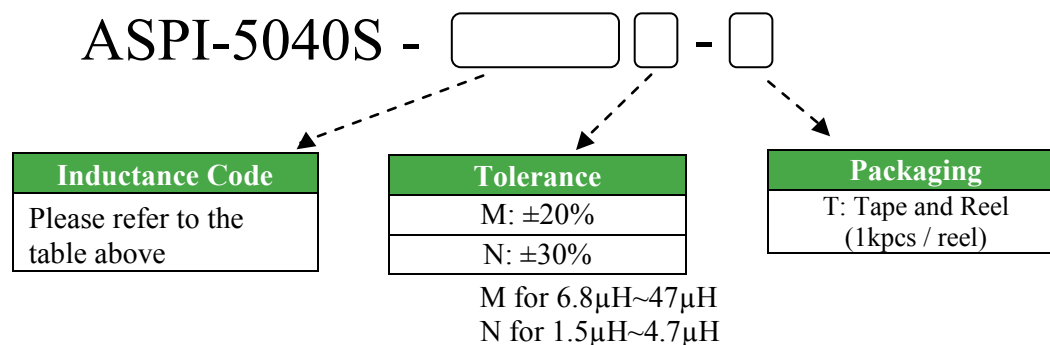 ASPI-5040S - -
Inductance Code
Please refer to the
table above
Tolerance
M: ±20%
N: ±30%
M for 6.8µH~47µH
N for 1.5µH~4.7µH
Packaging
T: Tape and Reel
(1kpcs / reel)